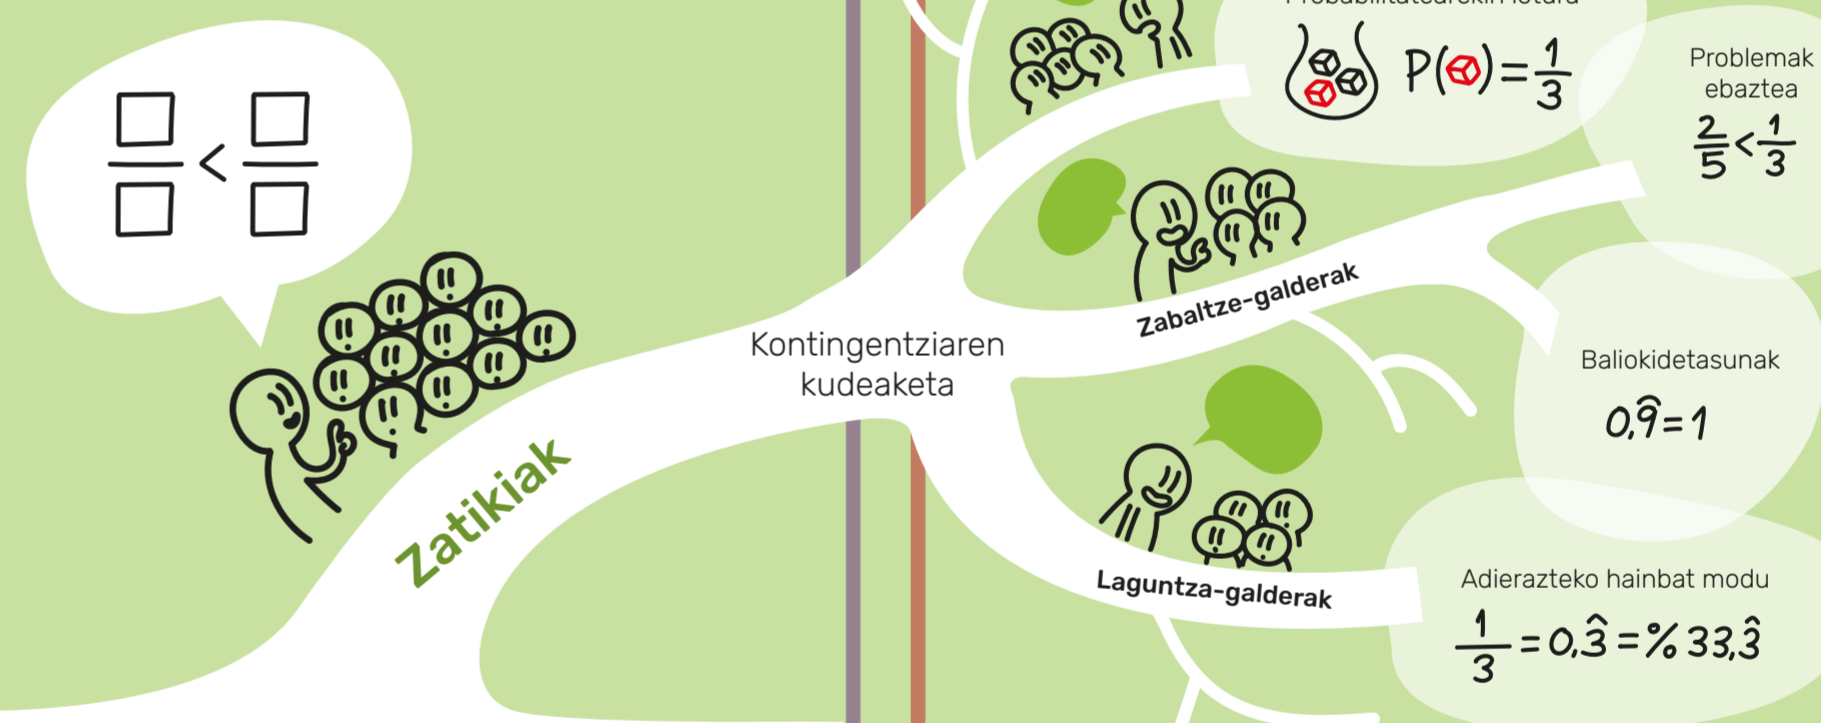 □/□ < □/□
Zatikiak
Kontingentziaren
kudeaketa
P( )=1/3
Problemak
ebaztea
2/5<1/3
Zabaltze-galderak
Baliokidetasunak
0,9̂=1
Laguntza-galderak
Adierazteko hainbat modu
1/3=0,3̂=%33,3̂